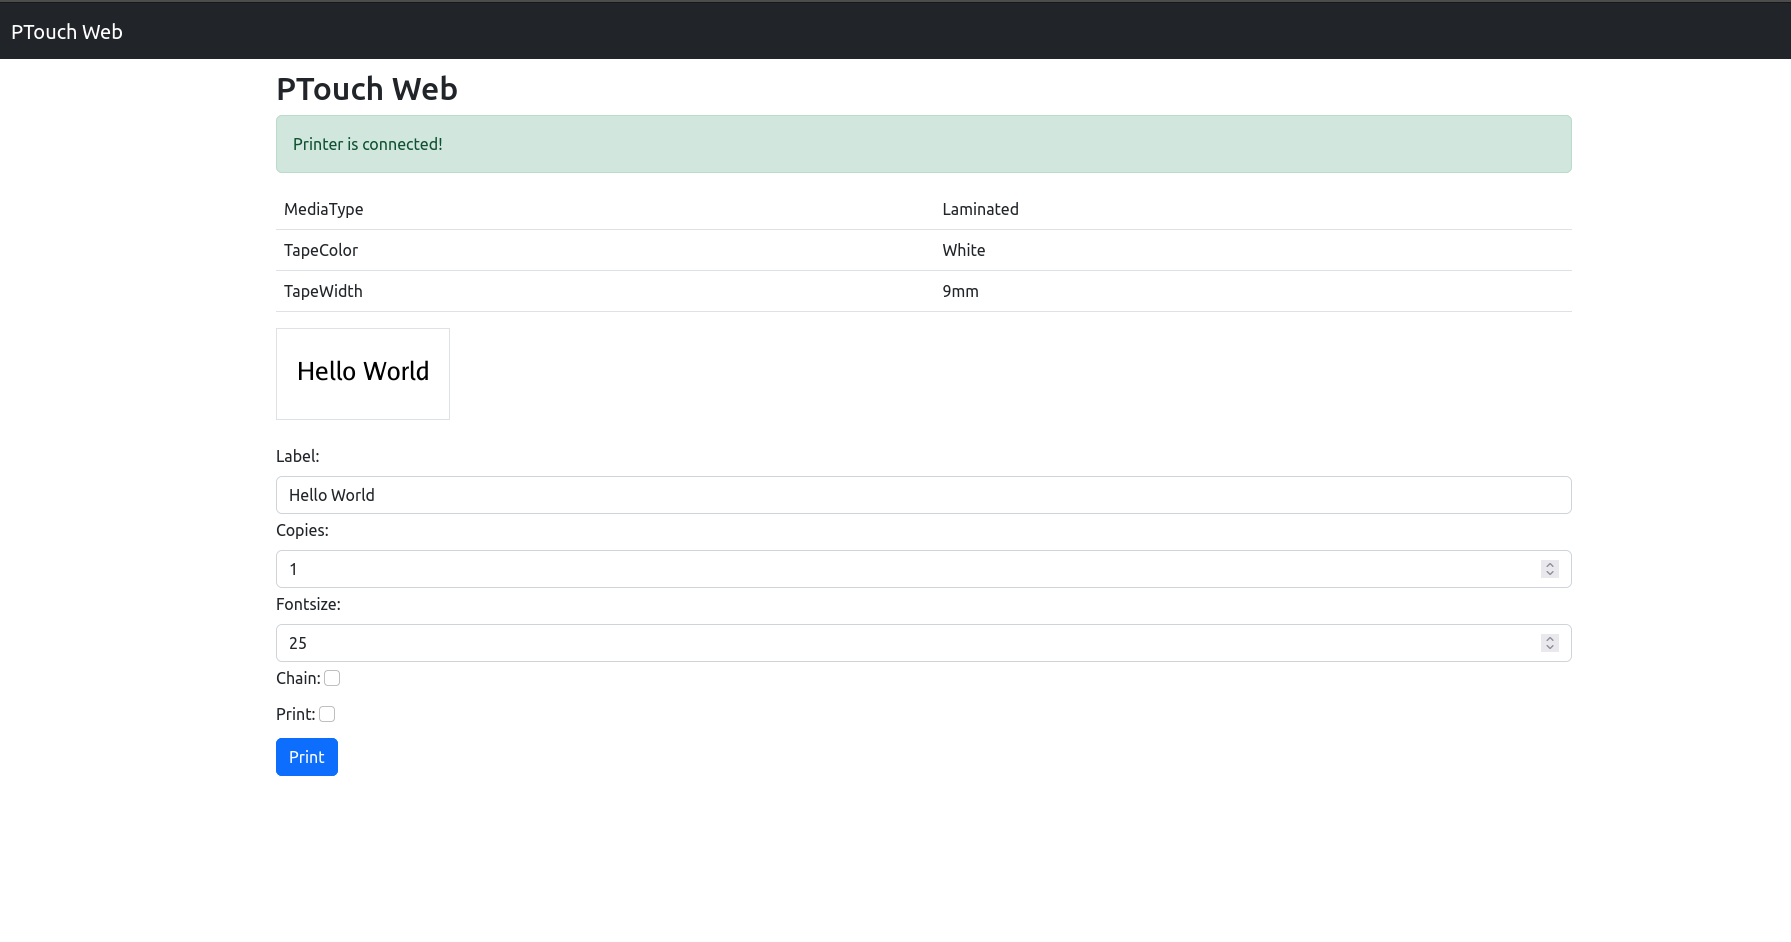 PTouch Web
PTouch Web
Printer is connected!
MediaType Laminated
TapeColor White
TapeWidth 9mm
Hello World
Label:
Hello World
Copies:
1
Fontsize:
25
Chain:
Print:
Print